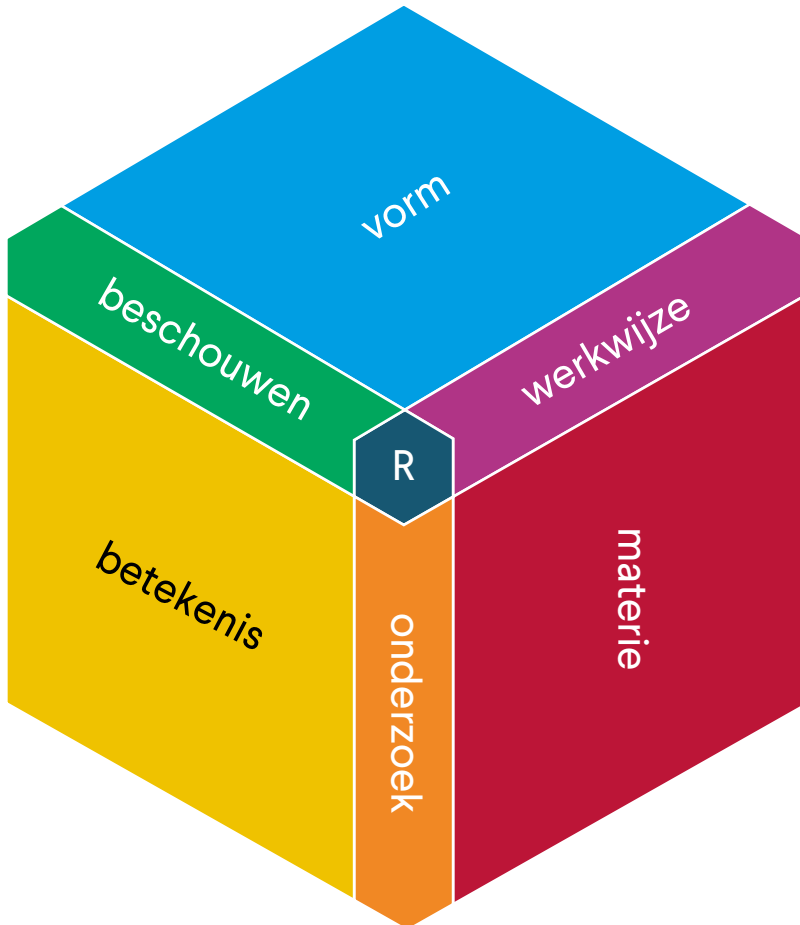 vorm
beschouwen
werkwijze
R
betekenis
materie
onderzoek